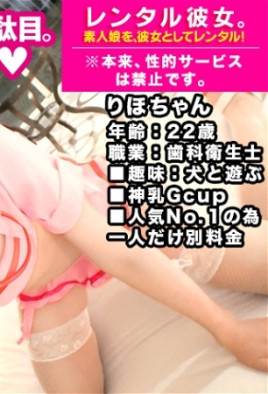 駄目。
♥
レンタル彼女。
素人娘を、彼女としてレンタル!
※本来、性的サービス
は禁止です。
りほちゃん
年齢:22歳
職業:歯科衛生士
■趣味:犬と遊ぶ
■神乳Gcup
■人気No.1の為
一人だけ別料金